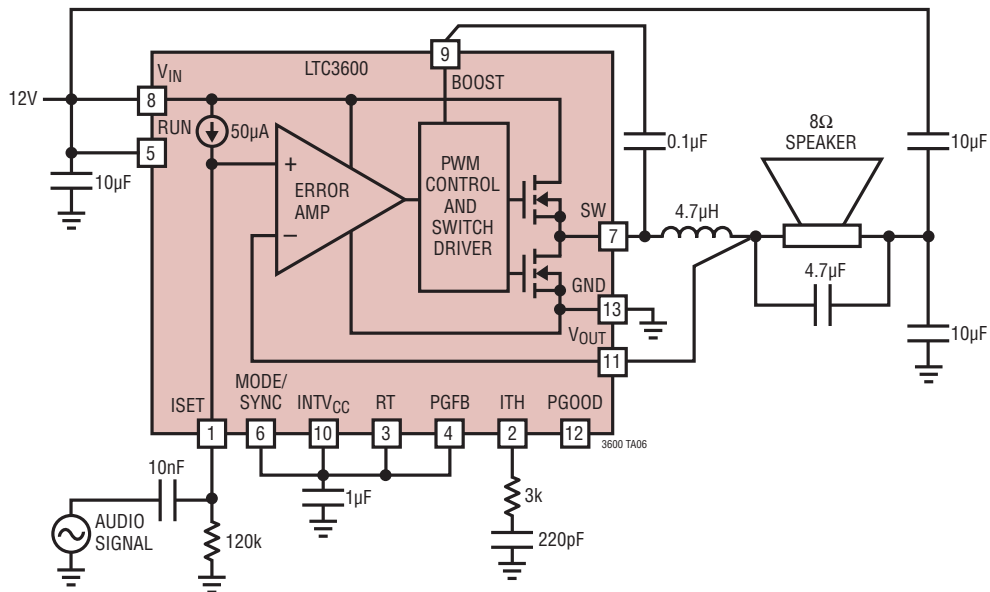 LTC3600
9
BOOST
VIN
12V
8
RUN
50µA
5
10µF
+
ERROR
AMP
−
PWM
CONTROL
AND
SWITCH
DRIVER
0.1µF
8Ω
SPEAKER
10µF
SW
7
4.7µH
4.7µF
GND
13
VOUT
11
10µF
ISET
MODE/
SYNC
INTVCC
RT
PGFB
ITH
PGOOD
1
6
10
3
4
2
12
3600 TA06
10nF
AUDIO
SIGNAL
120k
1µF
3k
220pF